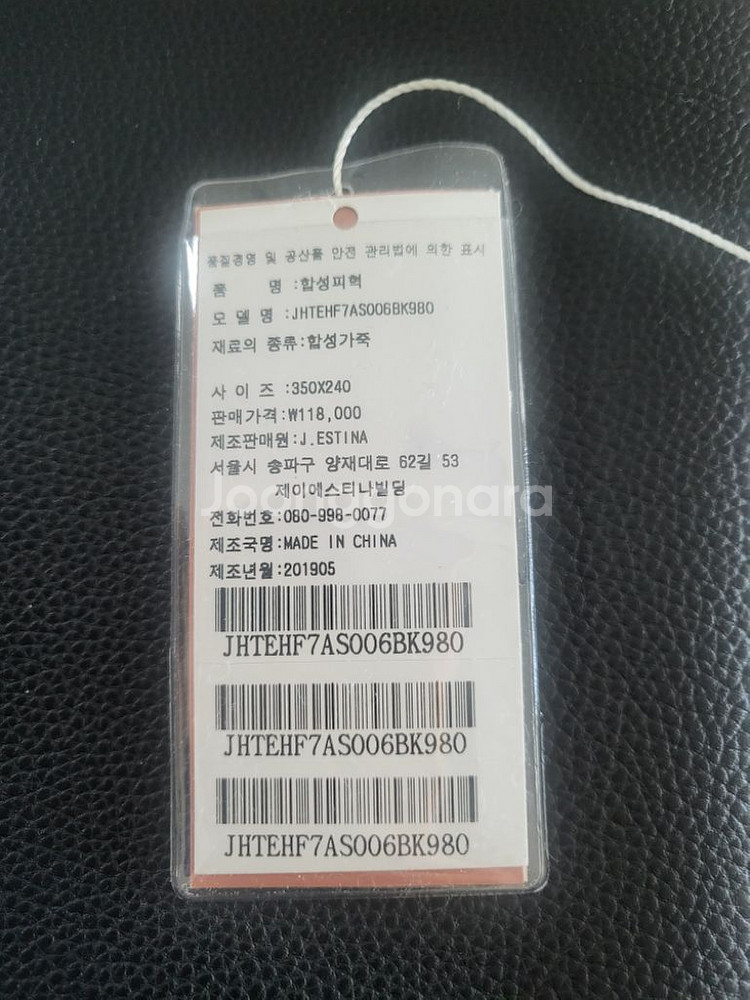 품질경영 및 공산품 안전 관리법에 의한 표시
품 명 :합성피혁
모 델 명 :JHTEHF7AS006BK980
재료의 종류:합성가죽
사 이 즈 :350X240
판매가격:₩118,000
제조판매원:J.ESTINA
서울시 송파구 양재대로 62길 53
제이에스티나빌딩
Joonggonara
전화번호:080-998-0077
제조국명:MADE IN CHINA
제조년월:201905
JHTEHF7AS006BK980
JHTEHF7AS006BK980
JHTEHF7AS006BK980